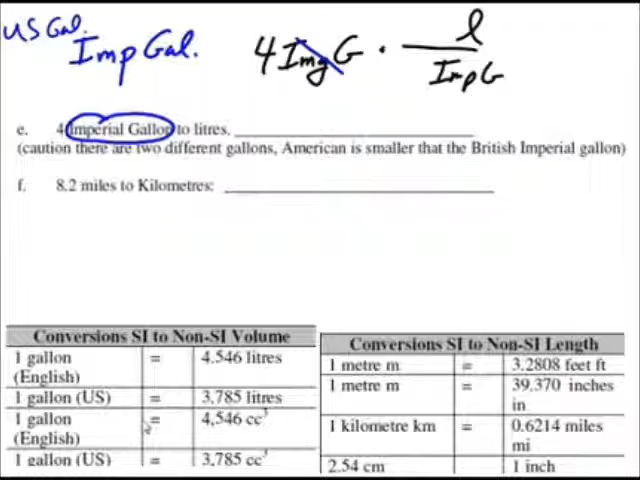 US Gal.
Imp Gal.
4 Img G · l / Imp G
e. 4 Imperial Gallon to litres.
(caution there are two different gallons, American is smaller that the British Imperial gallon)
f. 8.2 miles to Kilometres:
Conversions SI to Non-SI Volume
1 gallon (English) = 4.546 litres
1 gallon (US) = 3.785 litres
1 gallon (English) = 4,546 cc³
1 gallon (US) = 3,785 cc³
Conversions SI to Non-SI Length
1 metre m = 3.2808 feet ft
1 metre m = 39.370 inches in
1 kilometre km = 0.6214 miles mi
2.54 cm 1 inch